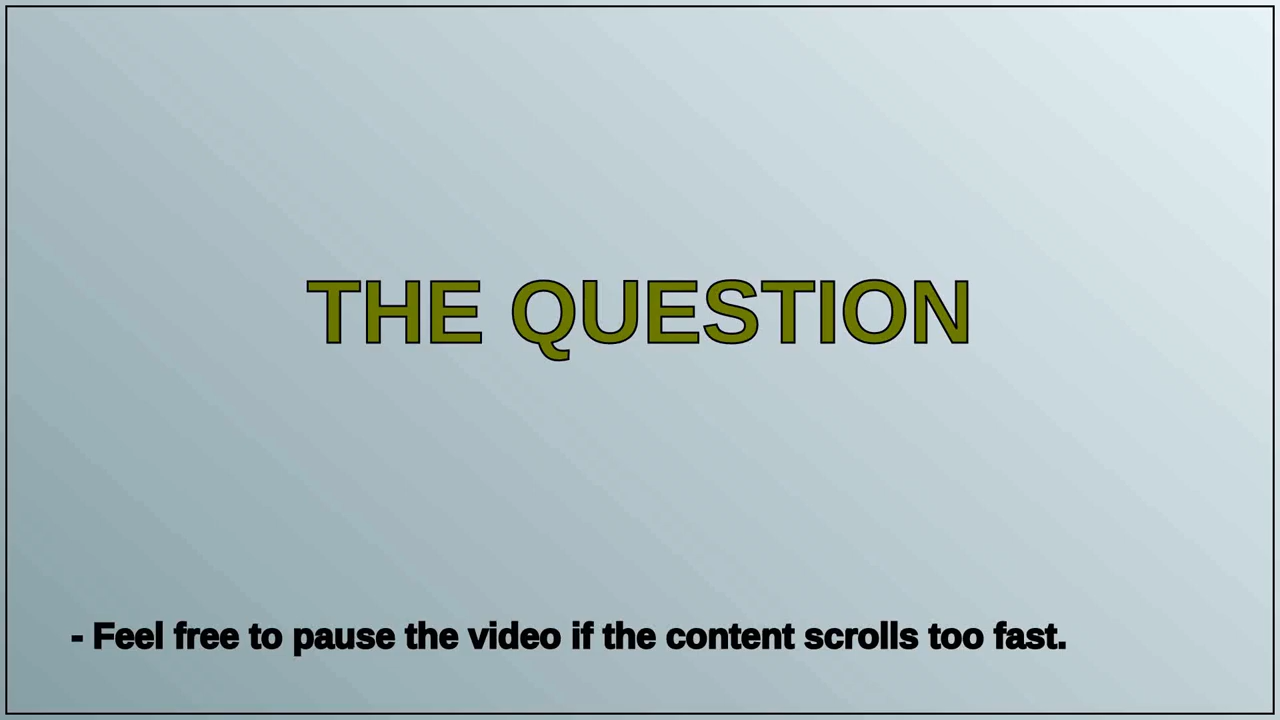 THE QUESTION
- Feel free to pause the video if the content scrolls too fast.